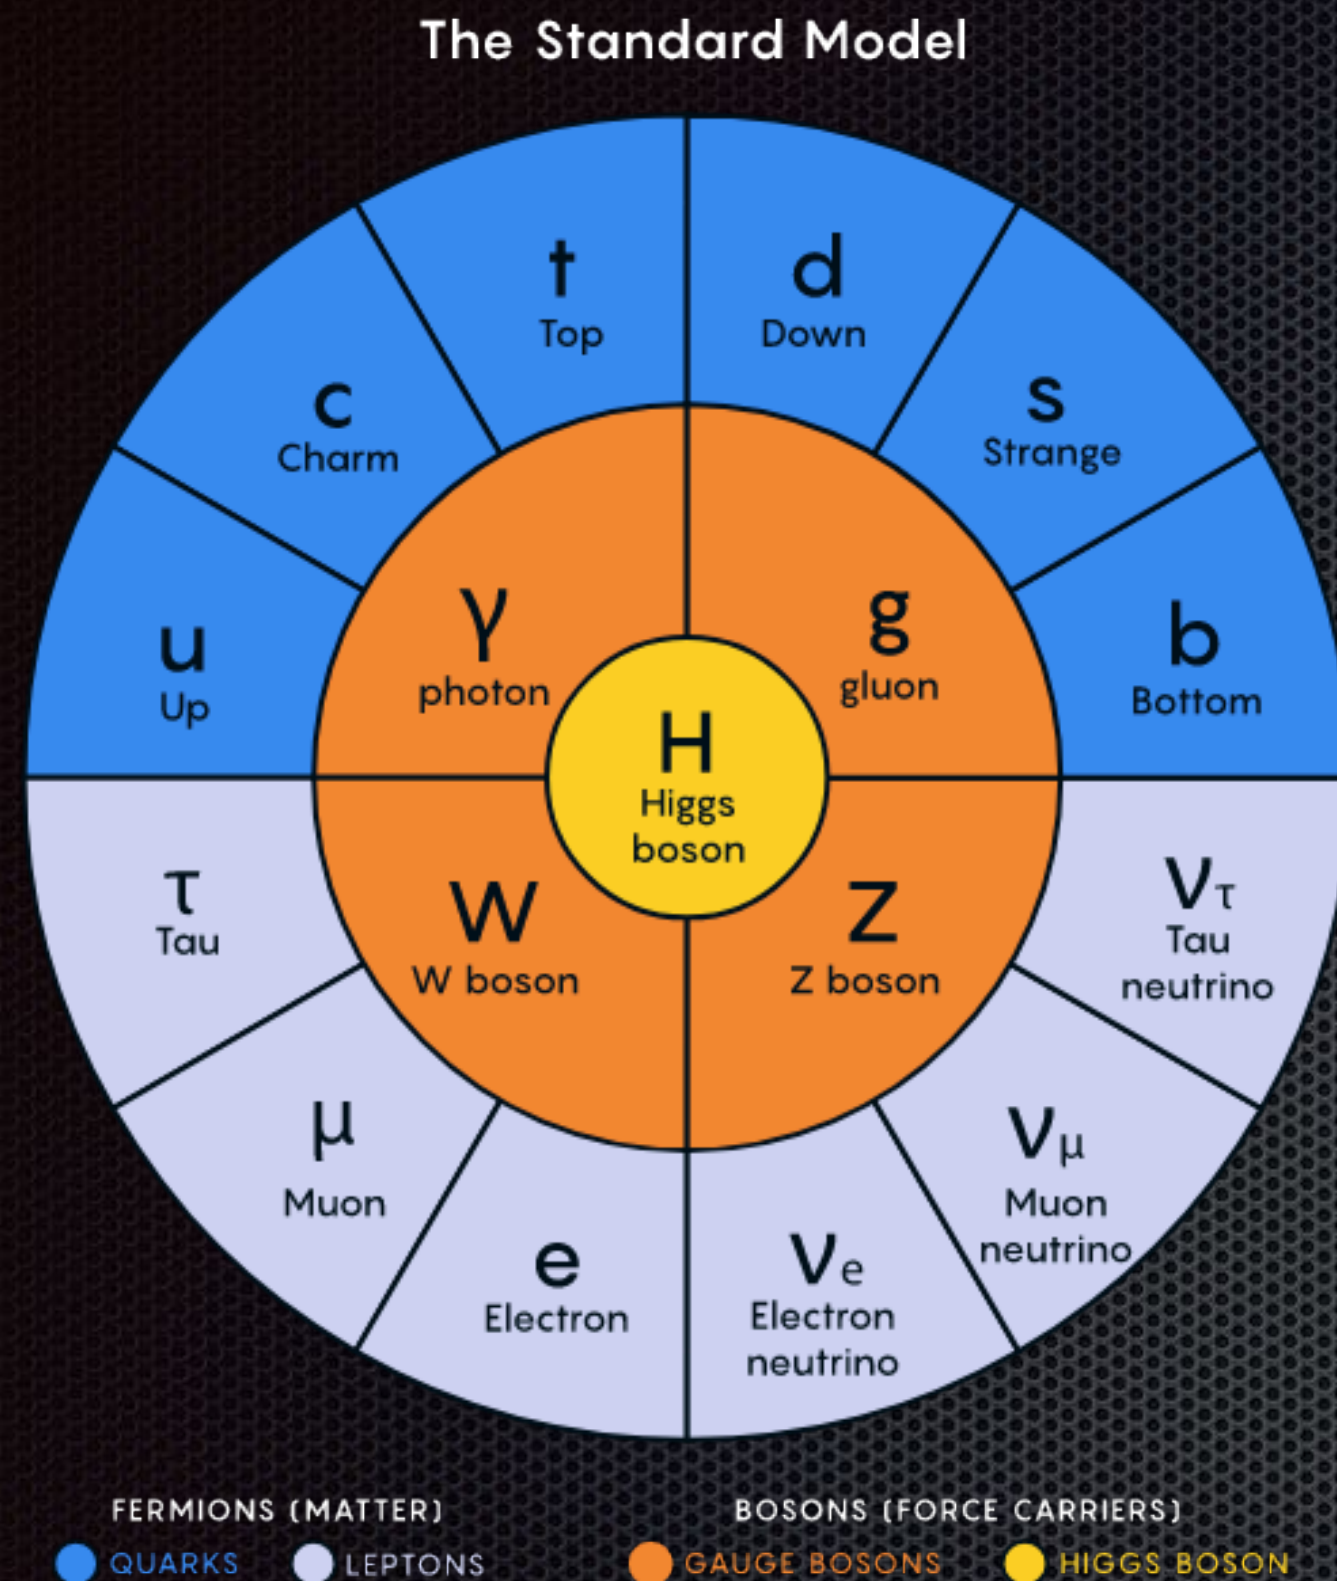 The Standard Model
t
Top
d
Down
c
Charm
s
Strange
u
Up
b
Bottom
γ
photon
g
gluon
H
Higgs
boson
W
W boson
Z
Z boson
τ
Tau
ντ
Tau
neutrino
μ
Muon
νμ
Muon
neutrino
e
Electron
νe
Electron
neutrino
FERMIONS (MATTER)
QUARKS
LEPTONS
BOSONS (FORCE CARRIERS)
GAUGE BOSONS
HIGGS BOSON